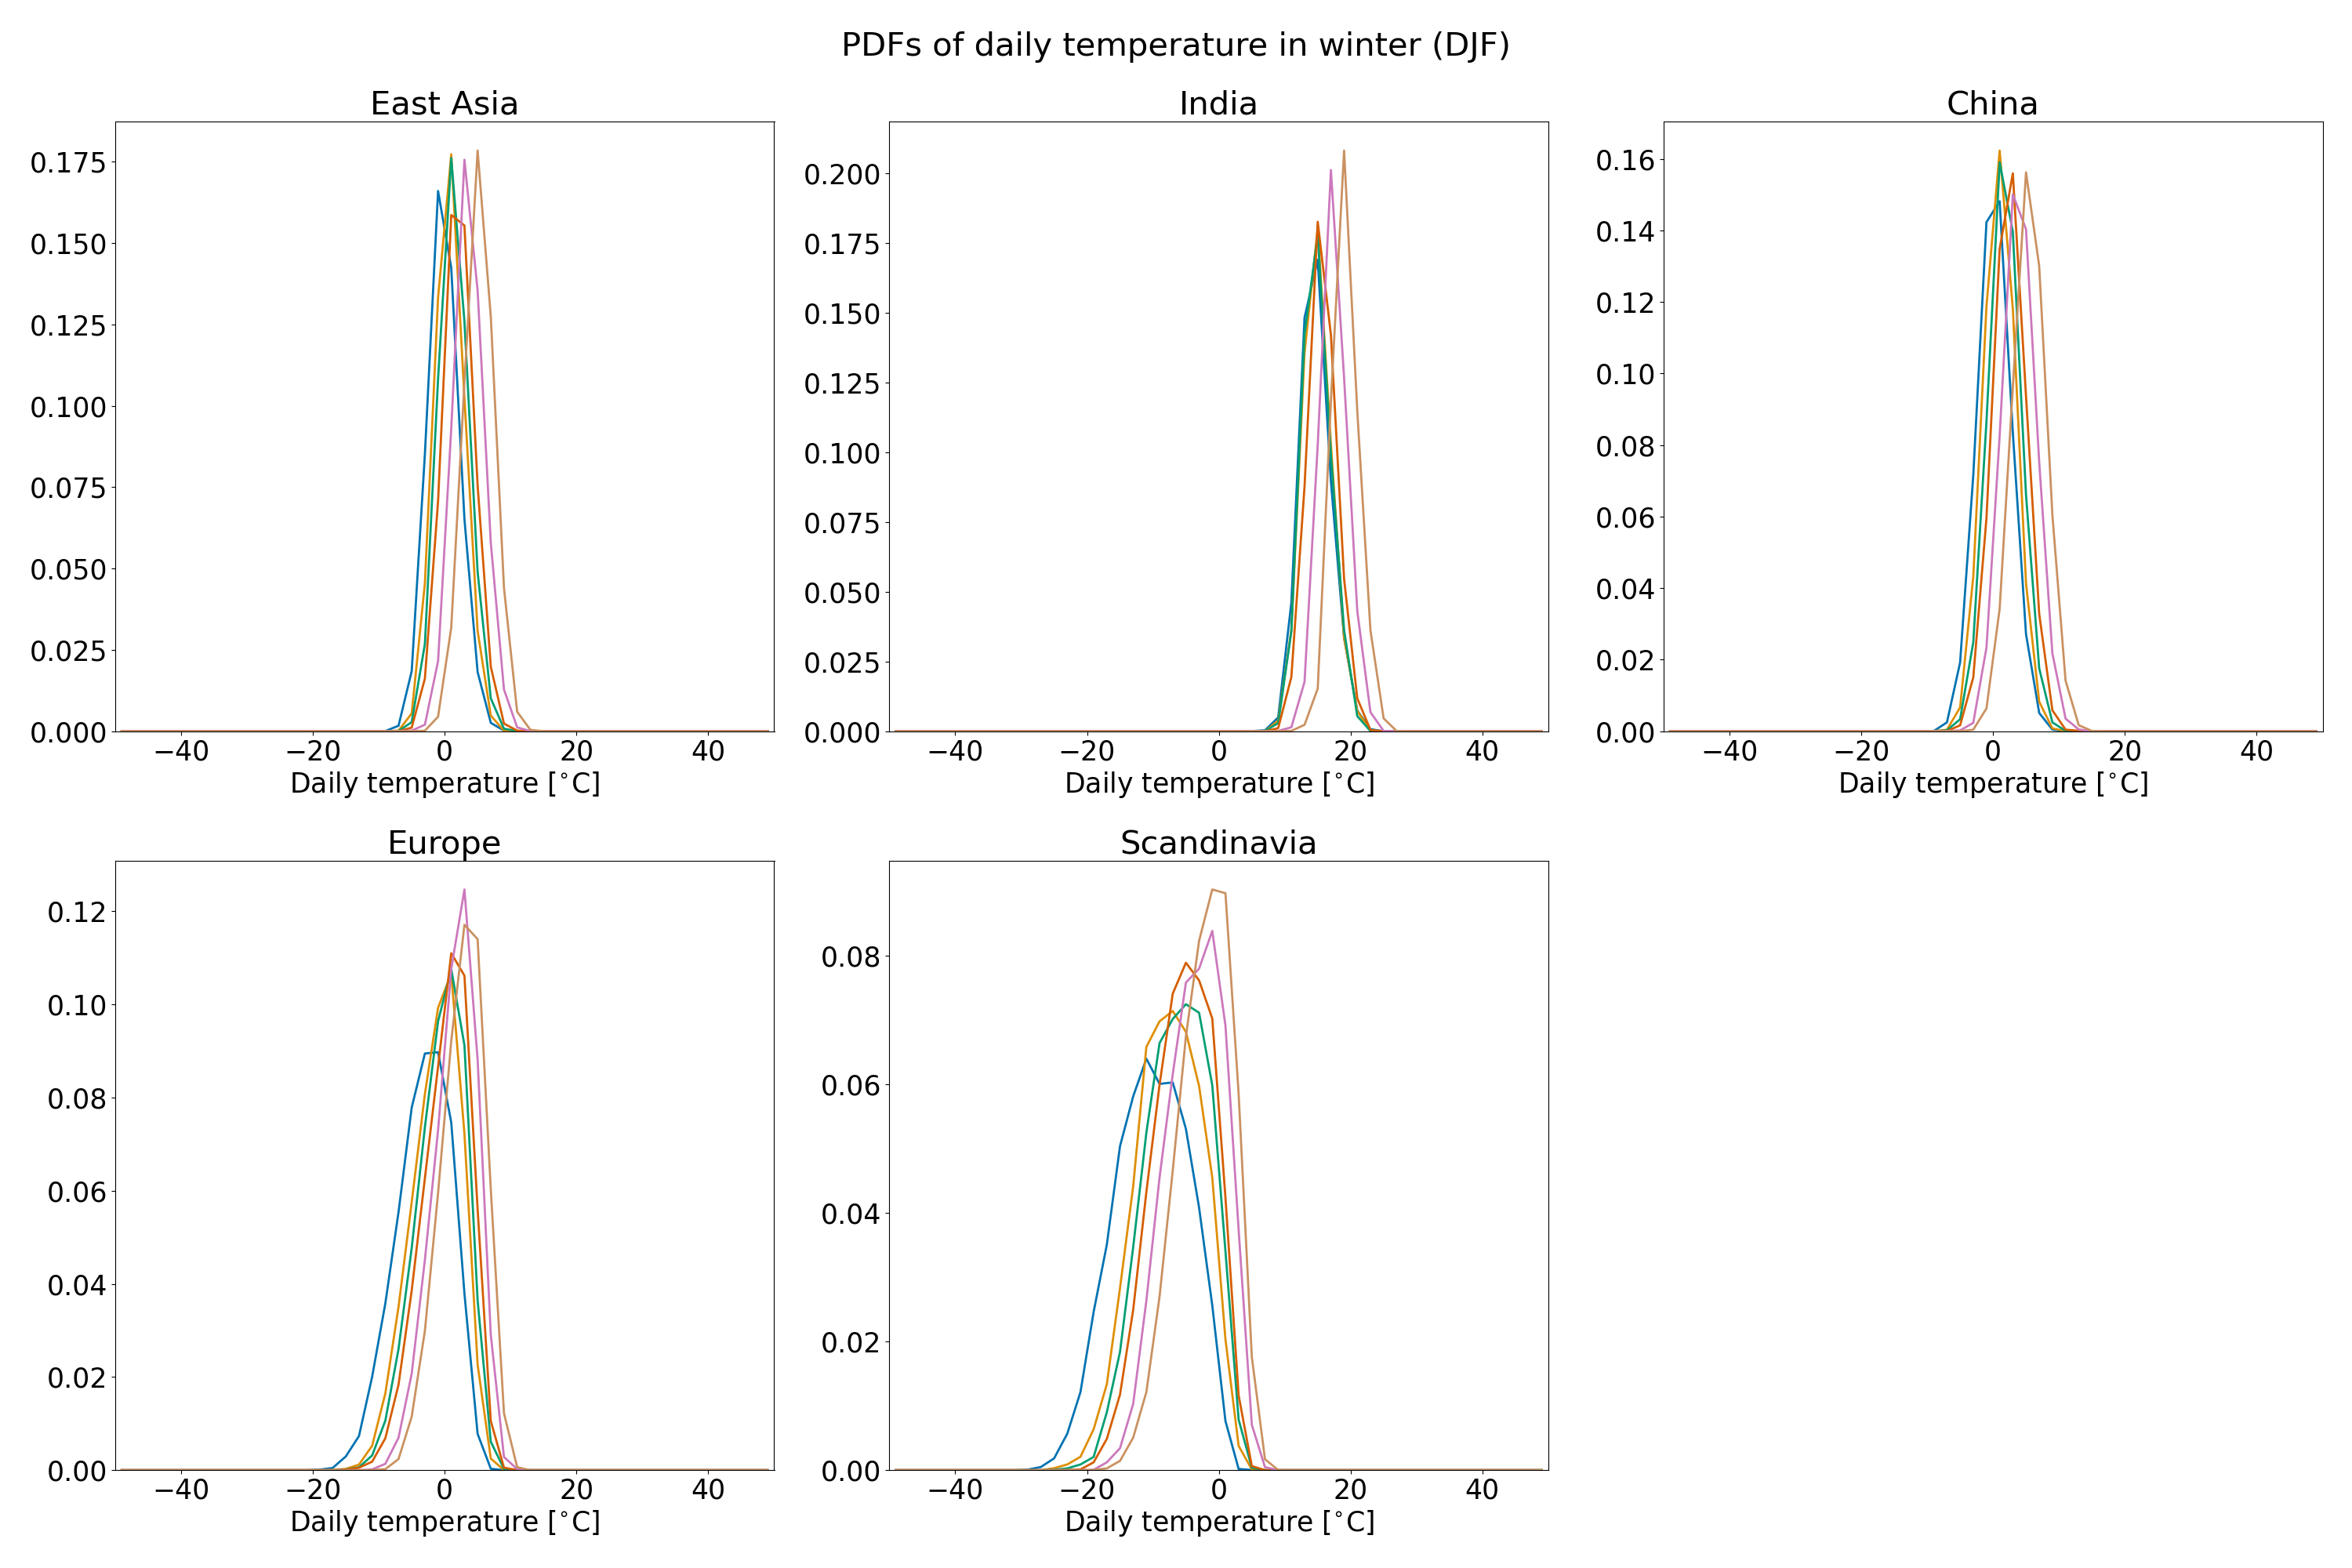 PDFs of daily temperature in winter (DJF)
East Asia
0.175
0.150
0.125
0.100
0.075
0.050
0.025
0.000
−40 −20 0 20 40
Daily temperature [°C]
India
0.200
0.175
0.150
0.125
0.100
0.075
0.050
0.025
0.000
−40 −20 0 20 40
Daily temperature [°C]
China
0.16
0.14
0.12
0.10
0.08
0.06
0.04
0.02
0.00
−40 −20 0 20 40
Daily temperature [°C]
Europe
0.12
0.10
0.08
0.06
0.04
0.02
0.00
−40 −20 0 20 40
Daily temperature [°C]
Scandinavia
0.08
0.06
0.04
0.02
0.00
−40 −20 0 20 40
Daily temperature [°C]